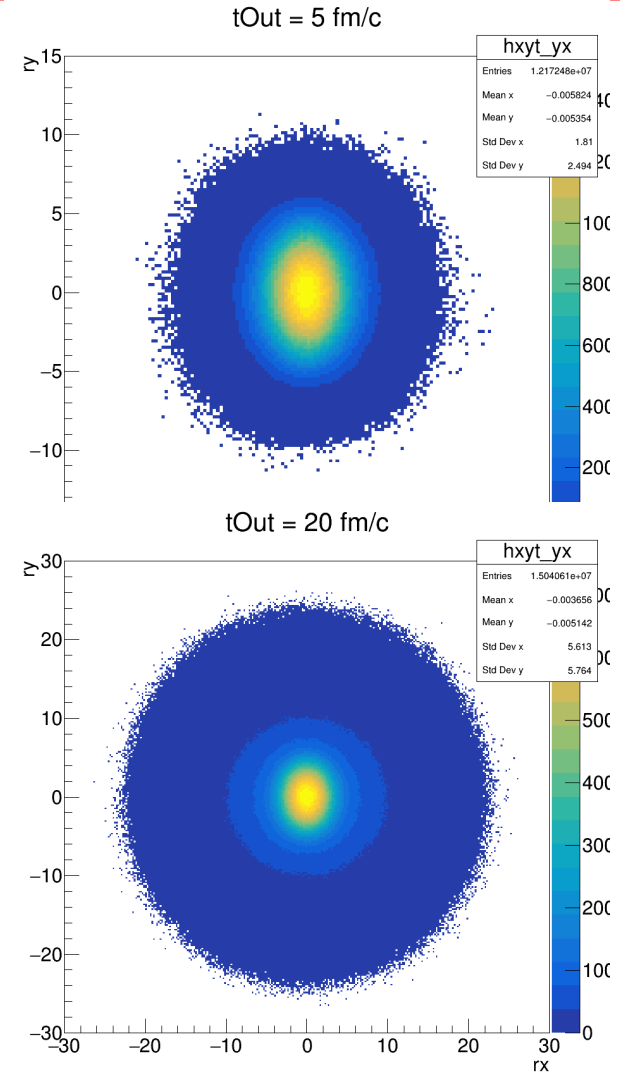 tOut = 5 fm/c
hxyt_yx
Entries 1.217248e+07
Mean x −0.005824
Mean y −0.005354
Std Dev x 1.81
Std Dev y 2.494
ry
15
10
5
0
−5
−10
100
800
600
400
200
tOut = 20 fm/c
hxyt_yx
Entries 1.504061e+07
Mean x −0.003656
Mean y −0.005142
Std Dev x 5.613
Std Dev y 5.764
ry
30
20
10
0
−10
−20
−30
500
400
300
200
100
0
−30 −20 −10 0 10 20 30
rx